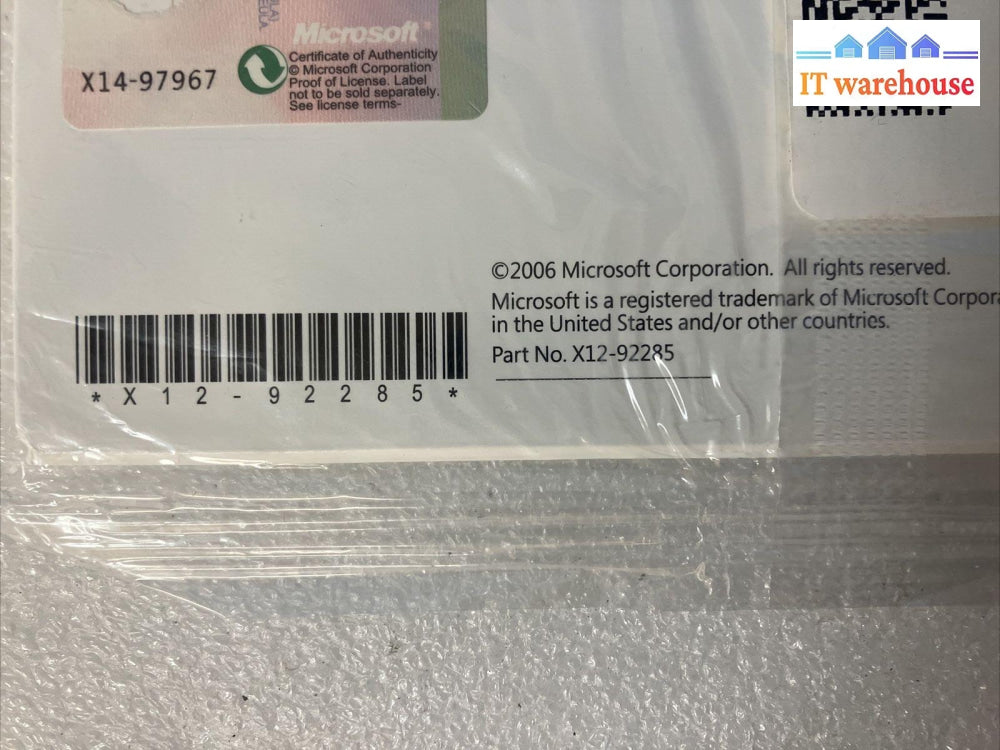 Microsoft®
Certificate of Authenticity
X14-97967
© Microsoft Corporation
Proof of License. Label
not to be sold separately.
See license terms-
IT warehouse
©2006 Microsoft Corporation. All rights reserved.
Microsoft is a registered trademark of Microsoft Corpora
in the United States and/or other countries.
Part No. X12-92285
*X12-92285*